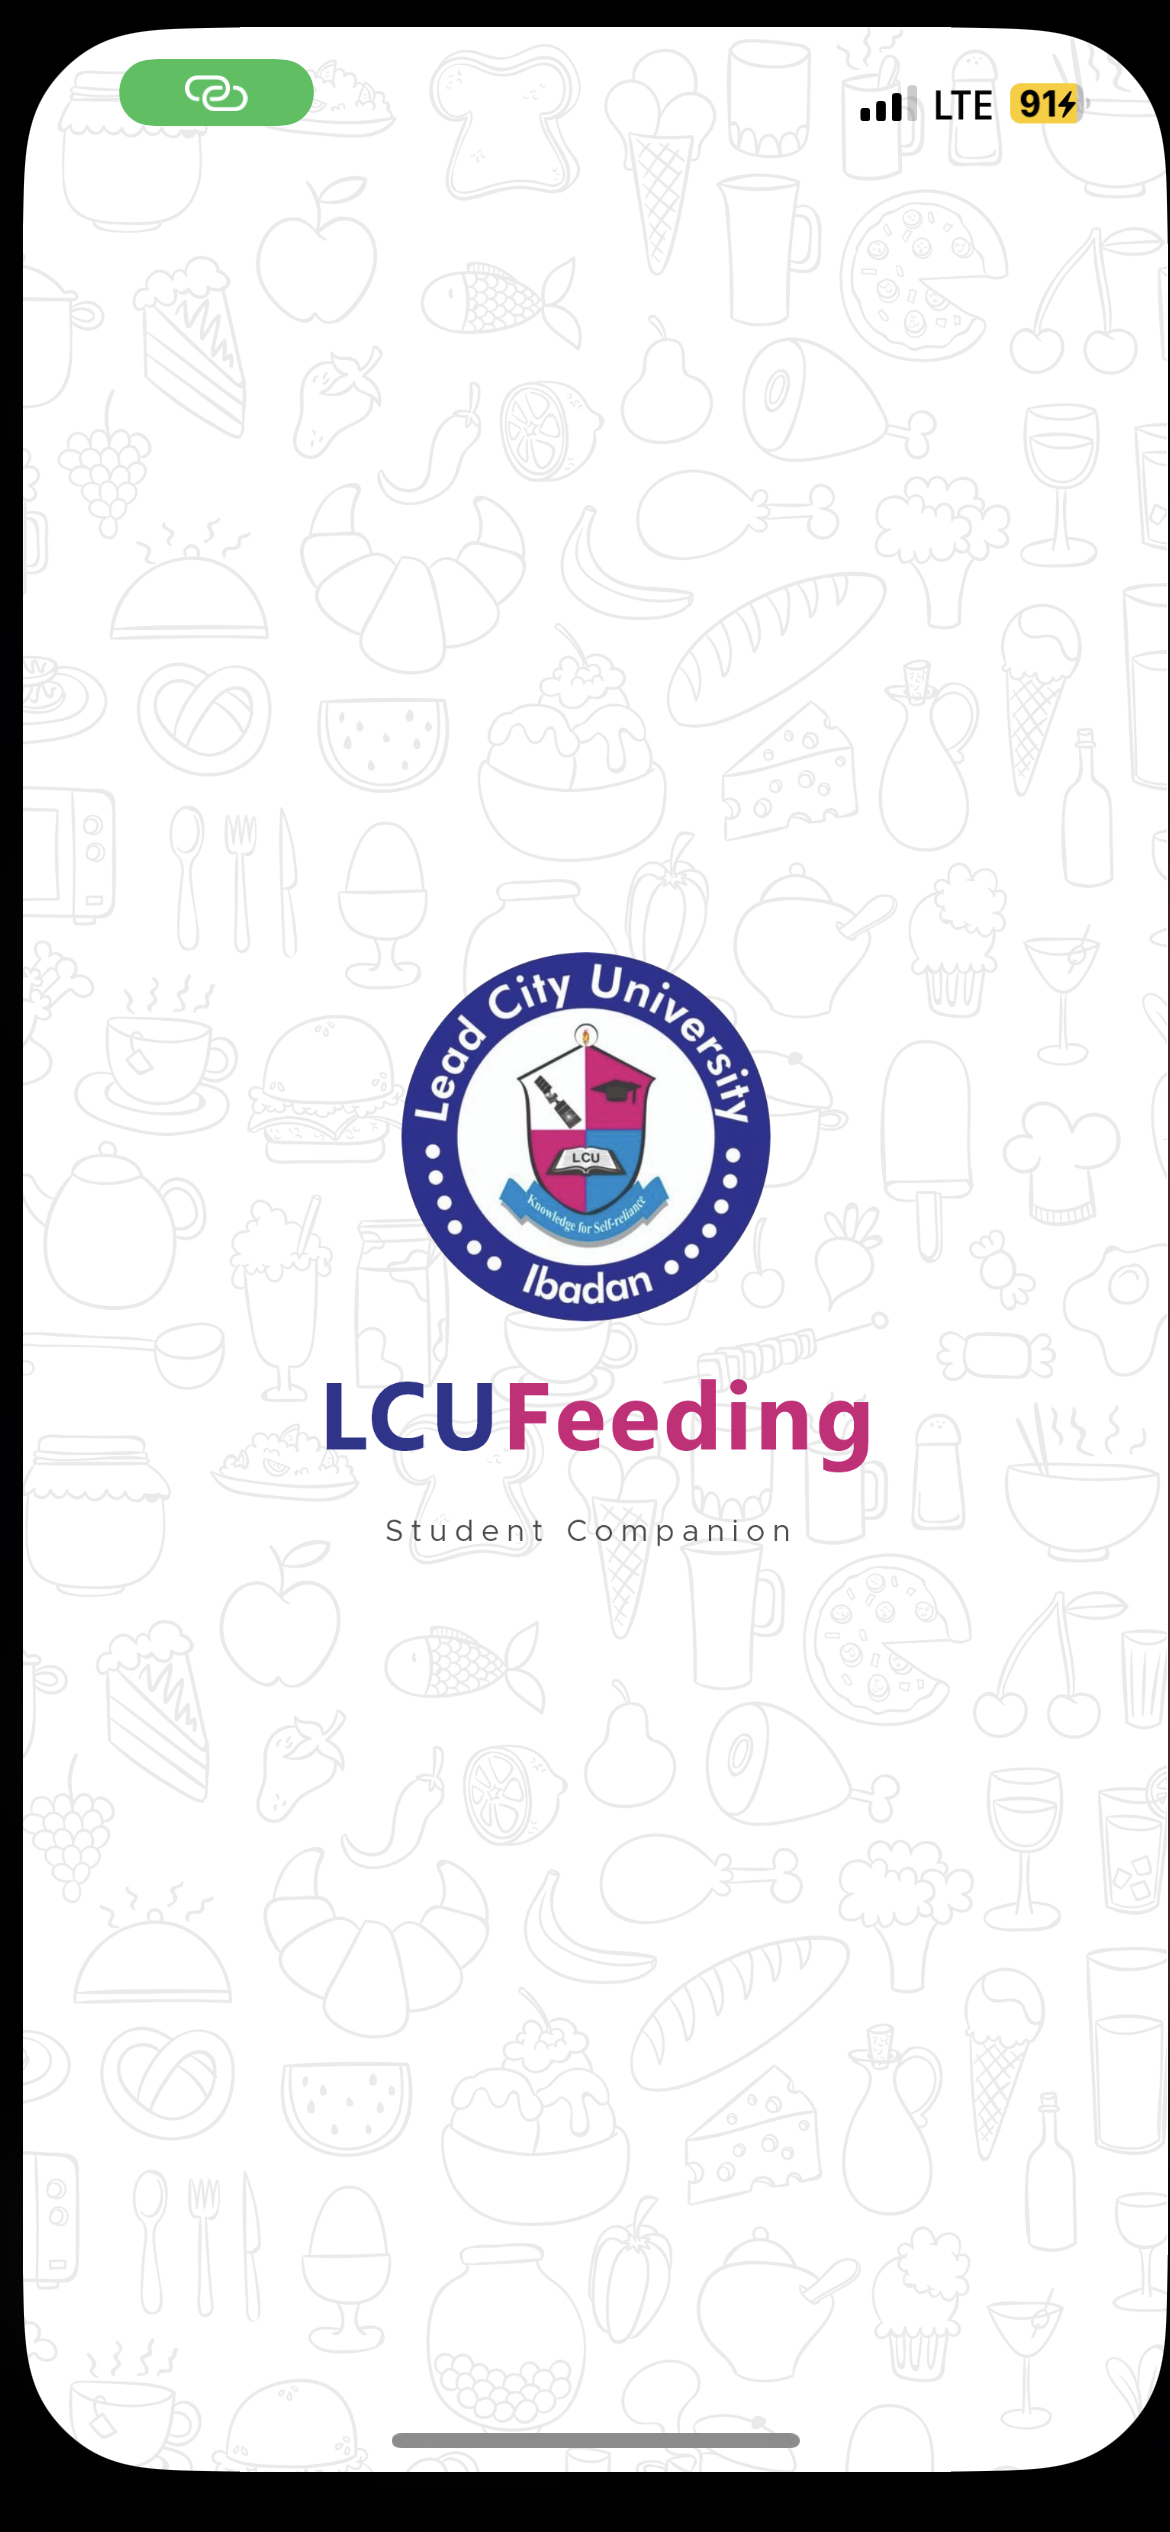 LTE 91
Lead City University
LCU
Knowledge for Self-reliance
Ibadan
LCUFeeding
Student Companion